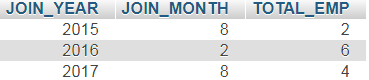 JOIN_YEAR JOIN_MONTH TOTAL_EMP
2015 8 2
2016 2 6
2017 8 4